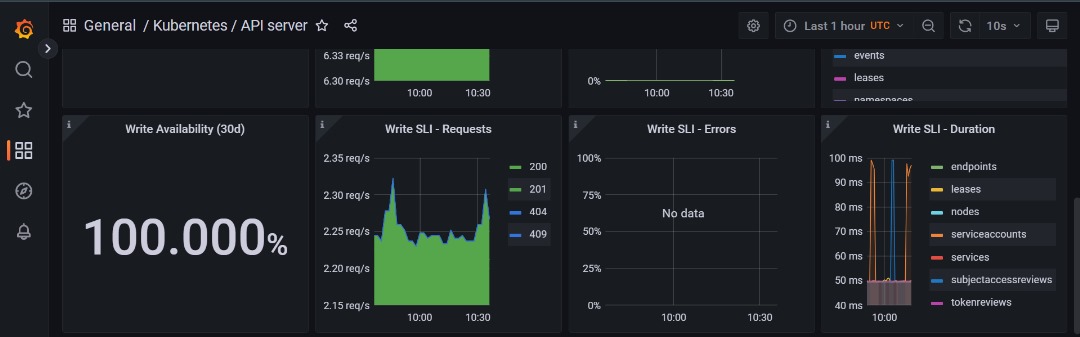 General / Kubernetes / API server
Last 1 hour UTC
10s
6.33 req/s
6.30 req/s
10:00 10:30
0%
10:00 10:30
events
leases
namespaces
Write Availability (30d)
100.000%
Write SLI - Requests
2.35 req/s
2.30 req/s
2.25 req/s
2.20 req/s
2.15 req/s
10:00 10:30
200
201
404
409
Write SLI - Errors
100%
75%
50%
25%
0%
No data
10:00 10:30
Write SLI - Duration
100 ms
90 ms
80 ms
70 ms
60 ms
50 ms
40 ms
10:00
endpoints
leases
nodes
serviceaccounts
services
subjectaccessreviews
tokenreviews